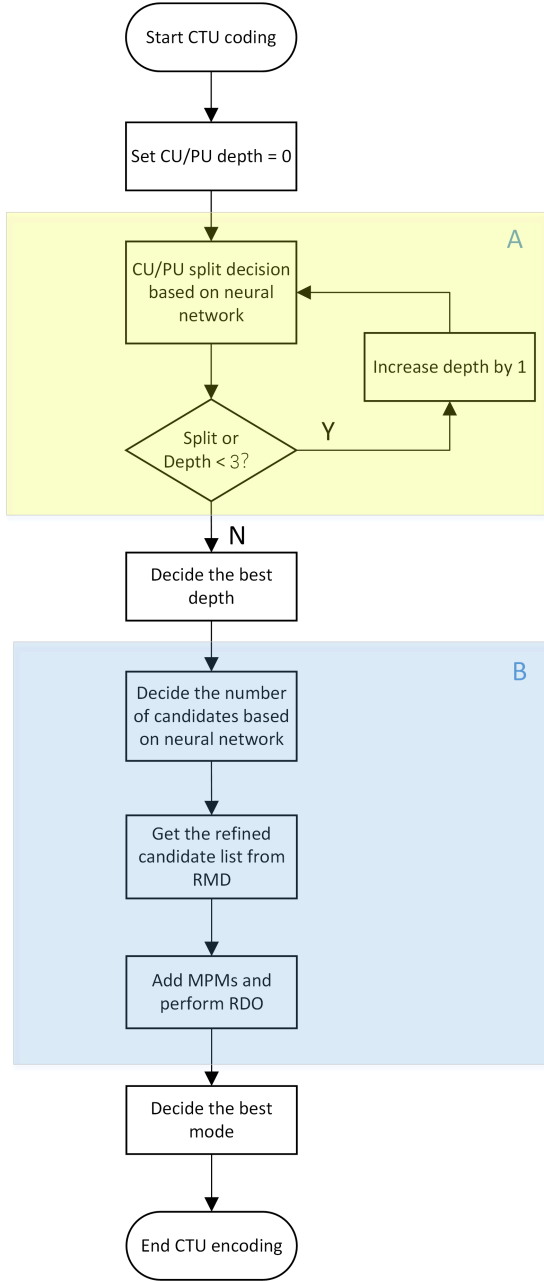 Start CTU coding
Set CU/PU depth = 0
A
CU/PU split decision
based on neural
network
Increase depth by 1
Y
Split or
Depth < 3?
N
Decide the best
depth
B
Decide the number
of candidates based
on neural network
Get the refined
candidate list from
RMD
Add MPMs and
perform RDO
Decide the best
mode
End CTU encoding